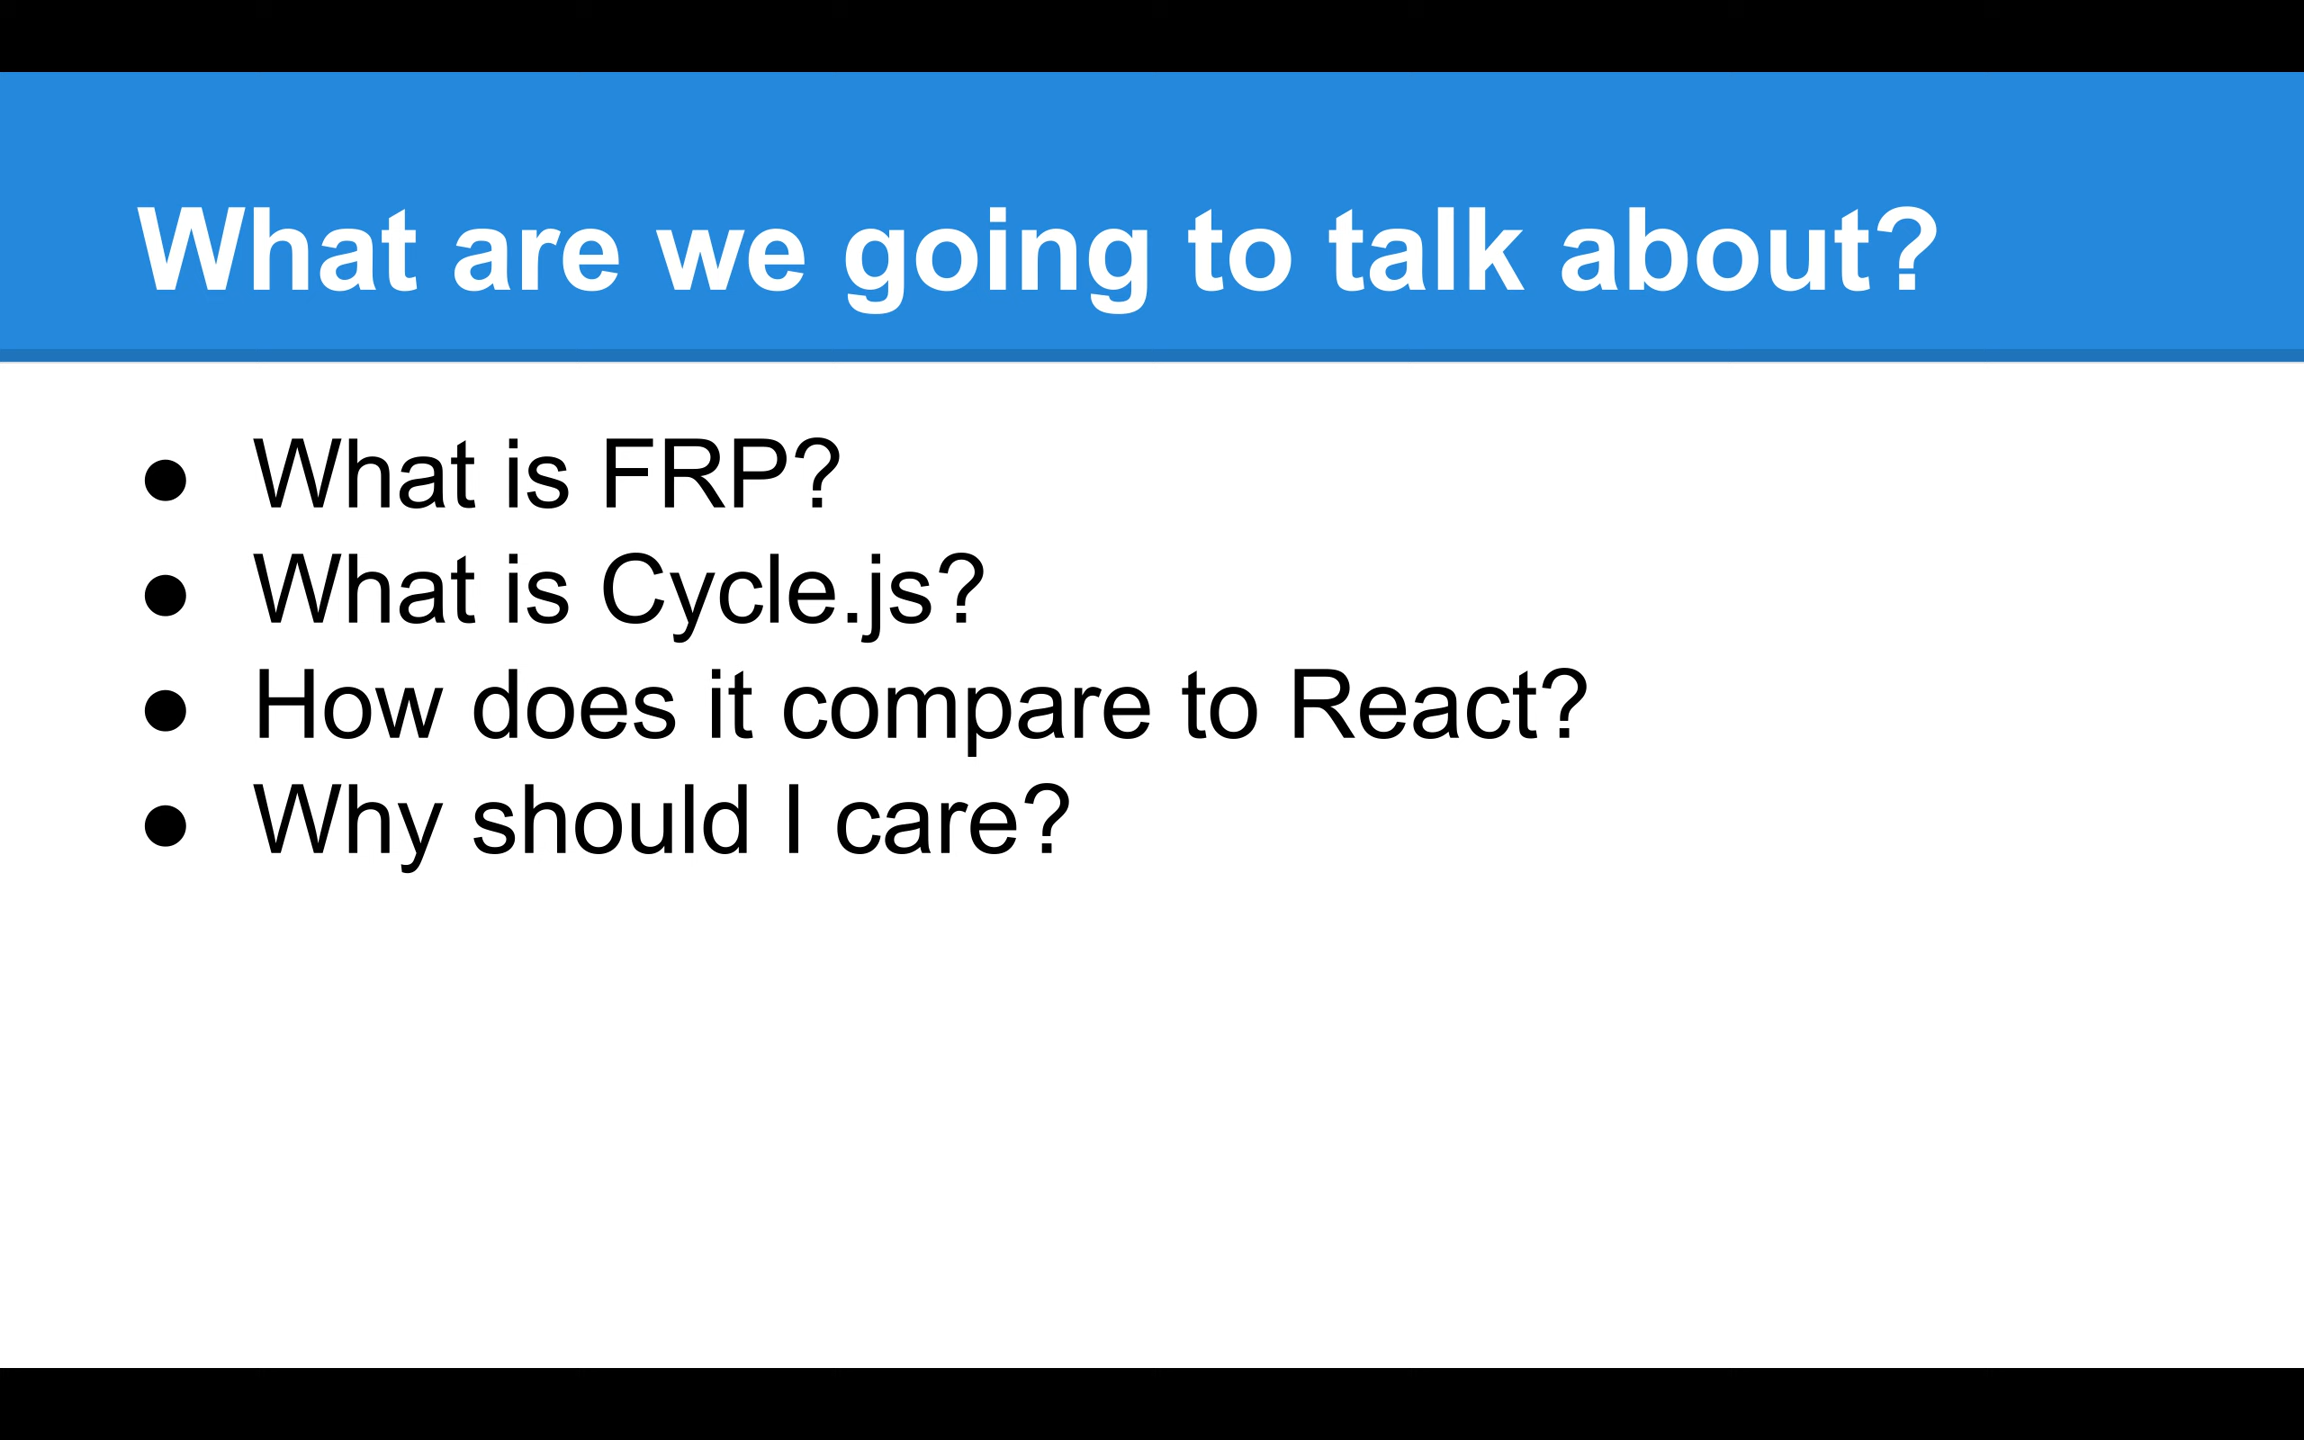 What are we going to talk about?
● What is FRP?
● What is Cycle.js?
● How does it compare to React?
● Why should I care?